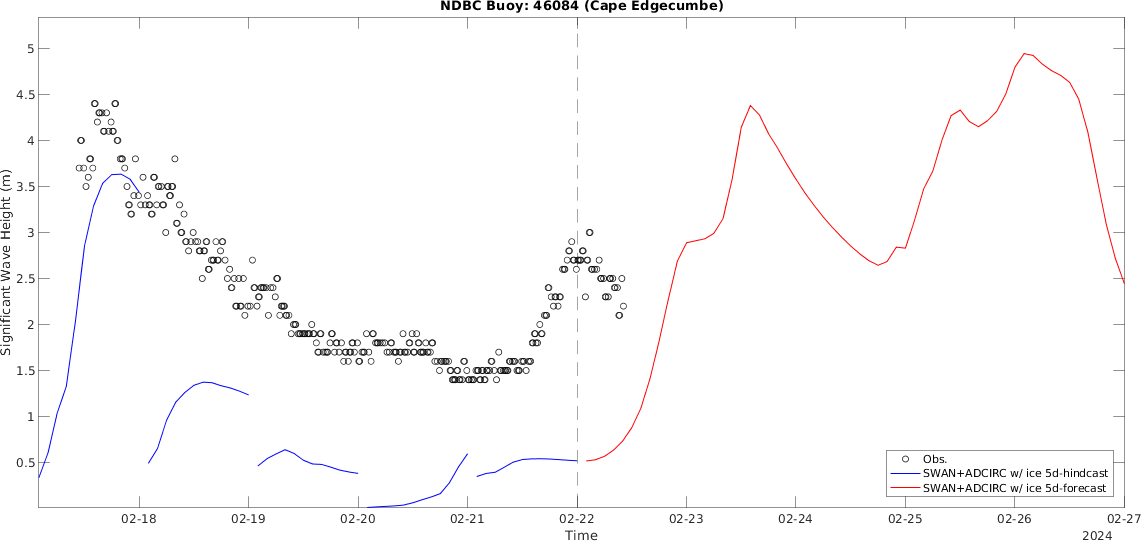 NDBC Buoy: 46084 (Cape Edgecumbe)
Significant Wave Height (m)
5
4.5
4
3.5
3
2.5
2
1.5
1
0.5
Obs.
SWAN+ADCIRC w/ ice 5d-hindcast
SWAN+ADCIRC w/ ice 5d-forecast
02-18 02-19 02-20 02-21 02-22 02-23 02-24 02-25 02-26 02-27
Time
2024